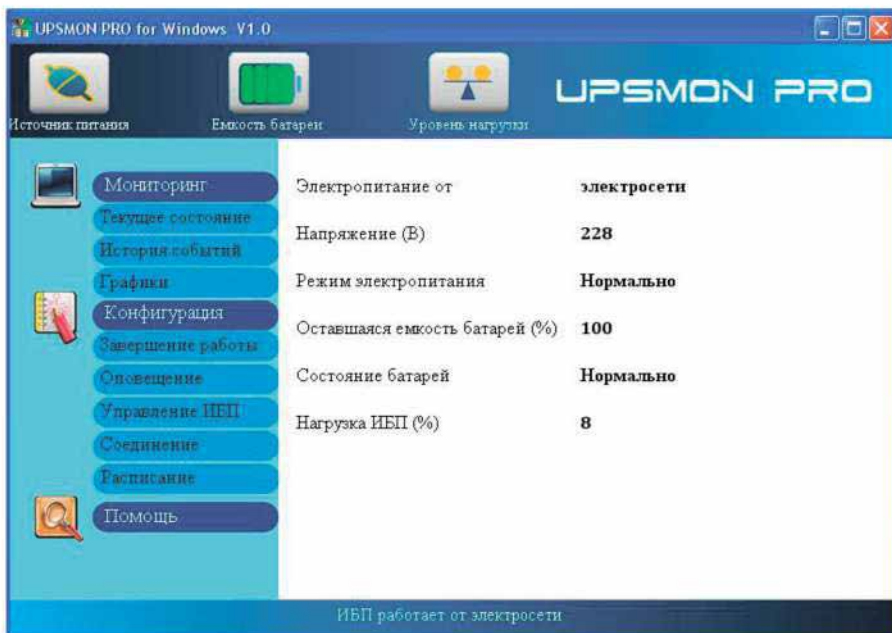 UPSMON PRO for Windows V1.0
UPSMON PRO
Источник питания
Емкость батареи
Уровень нагрузки
Мониторинг
Текущее состояние
История событий
Графики
Конфигурация
Завершение работы
Оповещение
Управление ИБП
Соединение
Расписание
Помощь
Электропитание от электросети
Напряжение (В) 228
Режим электропитания Нормально
Оставшаяся емкость батарей (%) 100
Состояние батарей Нормально
Нагрузка ИБП (%) 8
ИБП работает от электросети